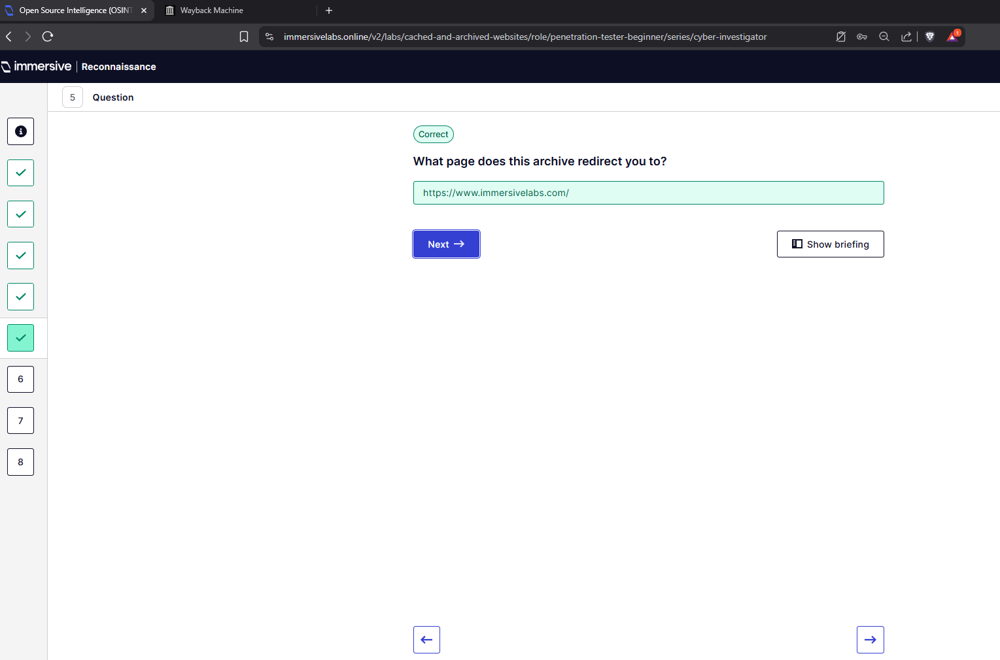 Open Source Intelligence (OSINT
Wayback Machine
immersivelabs.online/v2/labs/cached-and-archived-websites/role/penetration-tester-beginner/series/cyber-investigator
1
immersive
Reconnaissance
5
Question
Correct
What page does this archive redirect you to?
https://www.immersivelabs.com/
Next
Show briefing
6
7
8